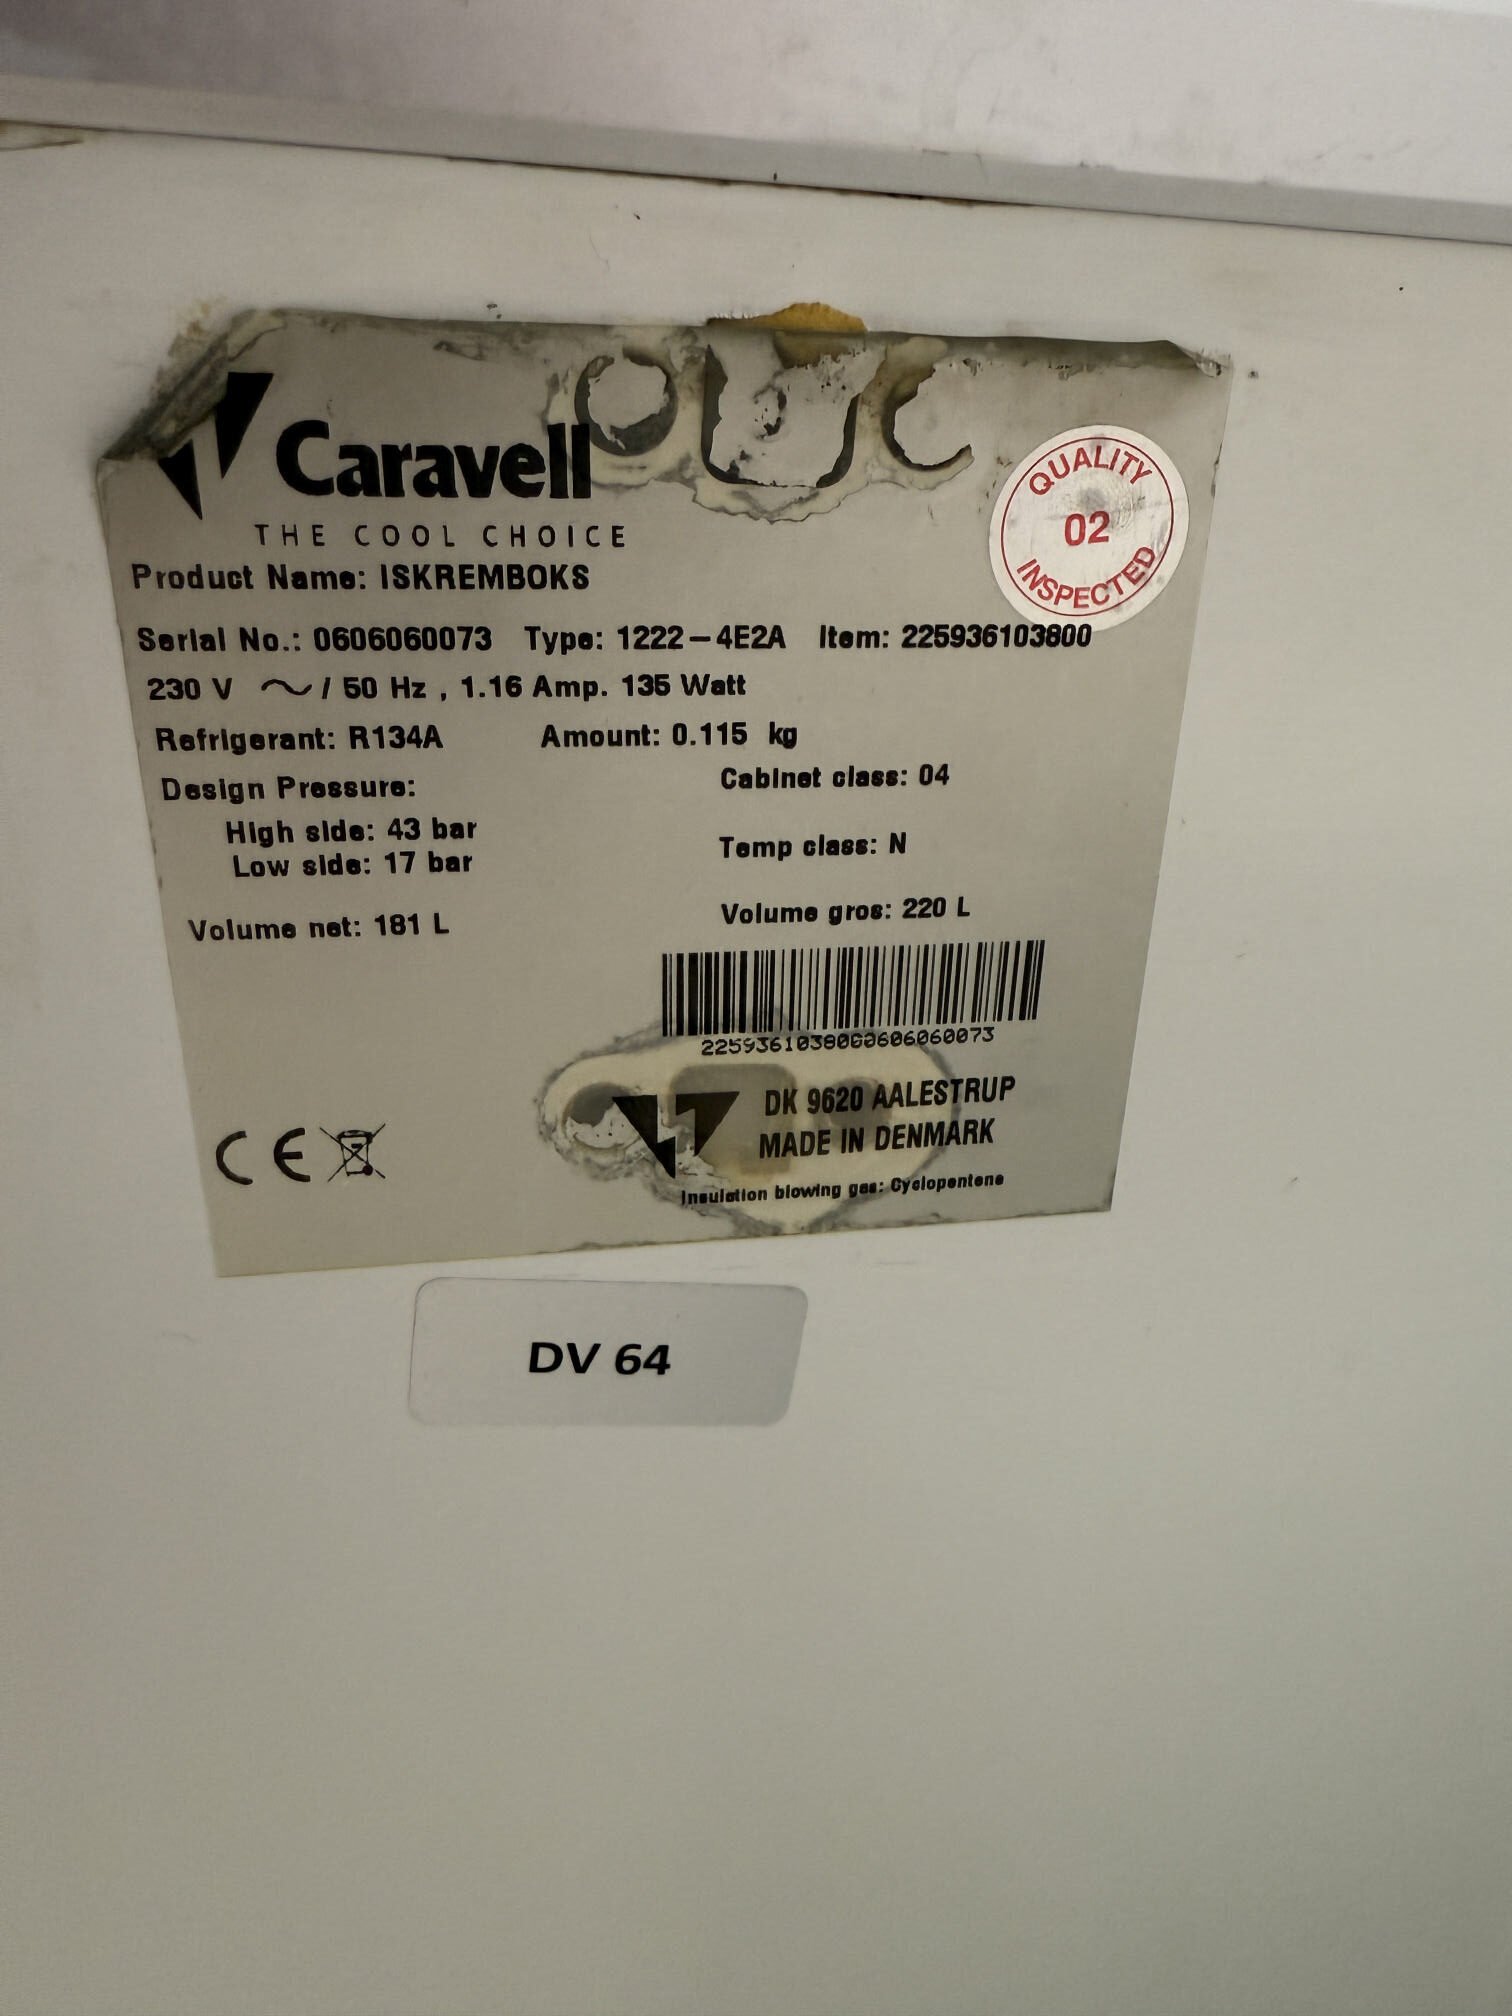 Caravell
THE COOL CHOICE
QUALITY
02
INSPECTED
Product Name: ISKREMBOKS
Serial No.: 0606060073 Type: 1222-4E2A Item: 225936103800
230 V ~/ 50 Hz , 1.16 Amp. 135 Watt
Refrigerant: R134A Amount: 0.115 kg
Design Pressure: Cabinet class: 04
High side: 43 bar
Low side: 17 bar
Temp class: N
Volume net: 181 L Volume gros: 220 L
2259361038000606060073
CE
DK 9620 AALESTRUP
MADE IN DENMARK
Insulation blowing gas: Cyclopentene
DV 64